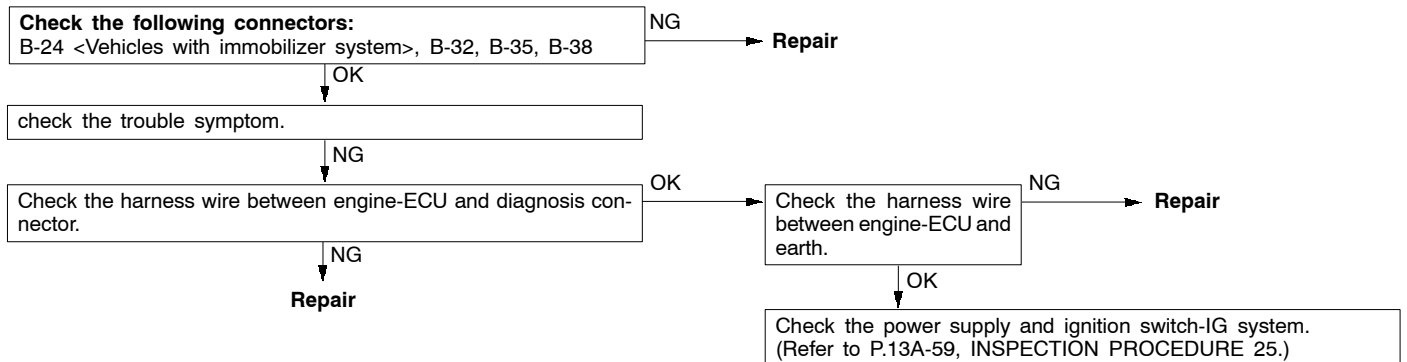 Check the following connectors:
B-24 <Vehicles with immobilizer system>, B-32, B-35, B-38
NG
Repair
OK
check the trouble symptom.
NG
Check the harness wire between engine-ECU and diagnosis con-
nector.
OK
Check the harness wire
between engine-ECU and
earth.
NG
Repair
NG
Repair
OK
Check the power supply and ignition switch-IG system.
(Refer to P.13A-59, INSPECTION PROCEDURE 25.)